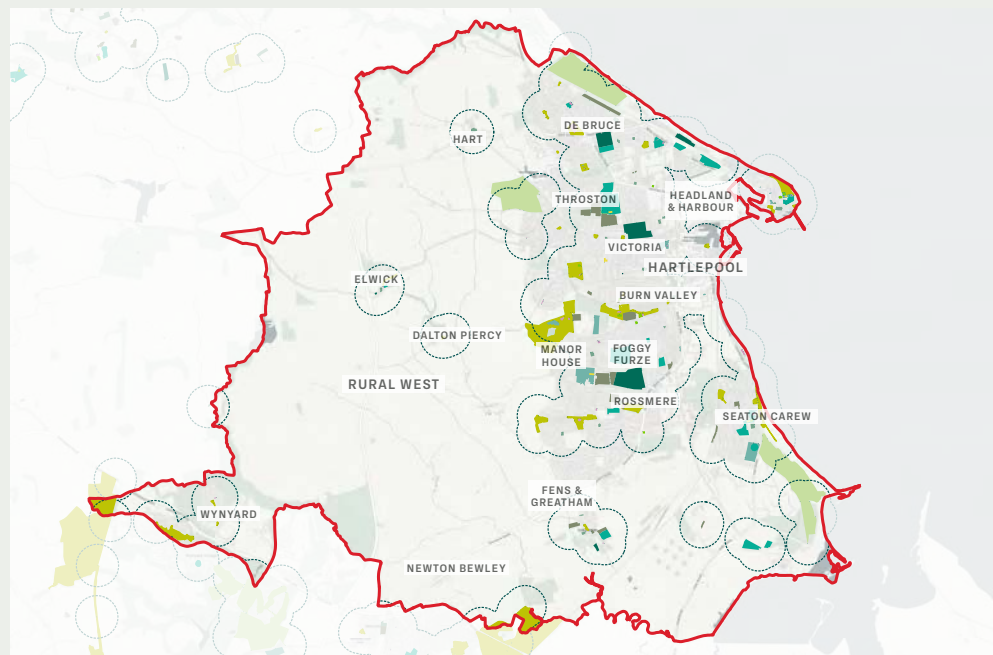 DE BRUCE
HART
THROSTON
HEADLAND
& HARBOUR
VICTORIA
HARTLEPOOL
ELWICK
BURN VALLEY
DALTON PIERCY
MANOR
HOUSE
FOGGY
FURZE
RURAL WEST
ROSSMERE
SEATON CAREW
FENS &
GREATHAM
WYNYARD
NEWTON BEWLEY